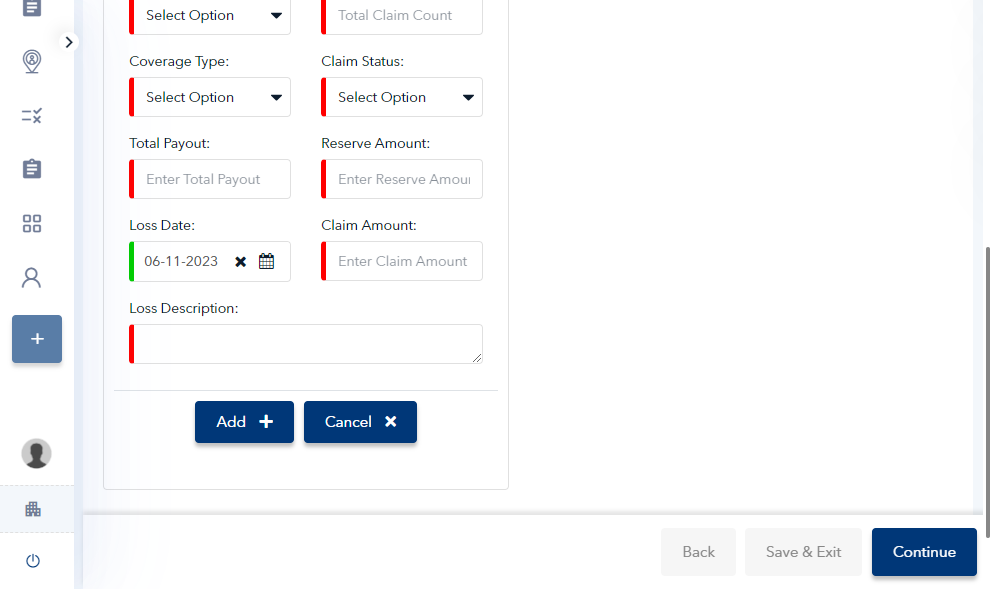 Select Option Total Claim Count
Coverage Type: Claim Status:
Select Option Select Option
Total Payout: Reserve Amount:
Enter Total Payout Enter Reserve Amou
Loss Date: Claim Amount:
06-11-2023 Enter Claim Amount
Loss Description:
Add Cancel
Back Save & Exit Continue